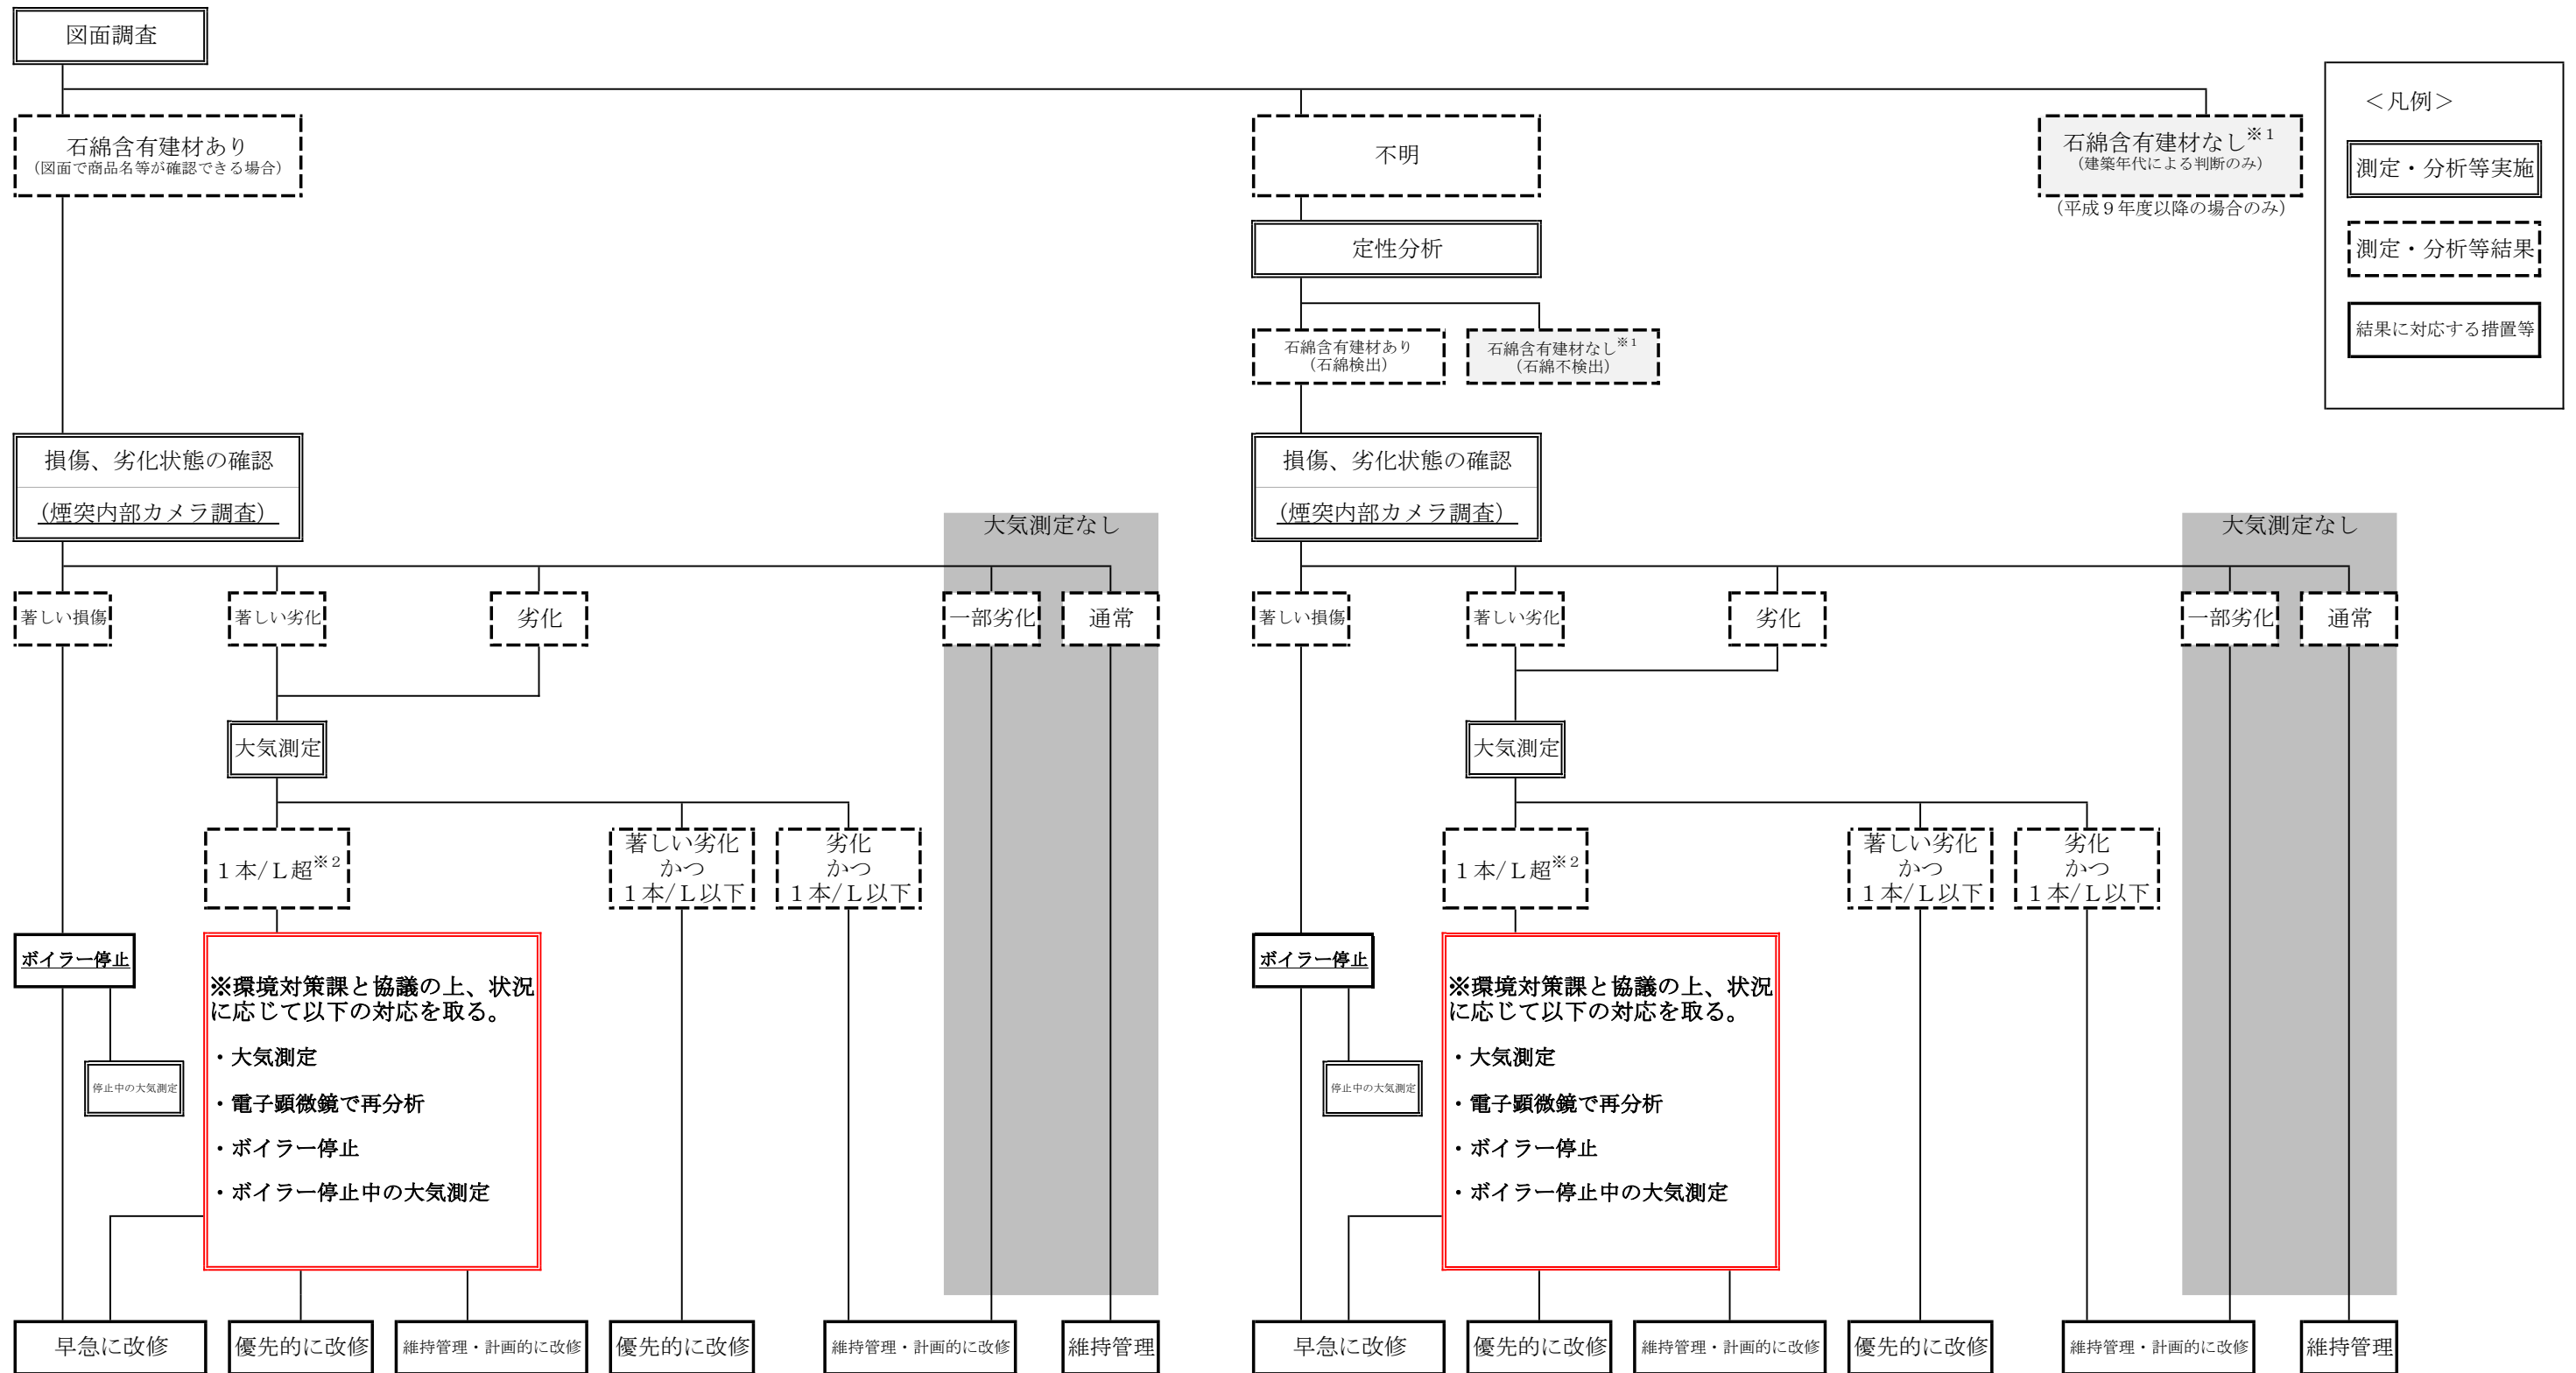 図面調査
石綿含有建材あり
（図面で商品名等が確認できる場合）
不明
石綿含有建材なし※1
（建築年代による判断のみ）
（平成９年度以降の場合のみ）
＜凡例＞
測定・分析等実施
測定・分析等結果
結果に対応する措置等
定性分析
石綿含有建材あり
（石綿検出）
石綿含有建材なし※1
（石綿不検出）
損傷、劣化状態の確認
（煙突内部カメラ調査）
大気測定なし
著しい損傷
著しい劣化
劣化
一部劣化
通常
大気測定
１本/Ｌ超※2
著しい劣化
かつ
１本/Ｌ以下
劣化
かつ
１本/Ｌ以下
ボイラー停止
停止中の大気測定
※環境対策課と協議の上、状況
に応じて以下の対応を取る。
・大気測定
・電子顕微鏡で再分析
・ボイラー停止
・ボイラー停止中の大気測定
早急に改修
優先的に改修
維持管理・計画的に改修
優先的に改修
維持管理・計画的に改修
維持管理
損傷、劣化状態の確認
（煙突内部カメラ調査）
大気測定なし
著しい損傷
著しい劣化
劣化
一部劣化
通常
大気測定
１本/Ｌ超※2
著しい劣化
かつ
１本/Ｌ以下
劣化
かつ
１本/Ｌ以下
ボイラー停止
停止中の大気測定
※環境対策課と協議の上、状況
に応じて以下の対応を取る。
・大気測定
・電子顕微鏡で再分析
・ボイラー停止
・ボイラー停止中の大気測定
早急に改修
優先的に改修
維持管理・計画的に改修
優先的に改修
維持管理・計画的に改修
維持管理